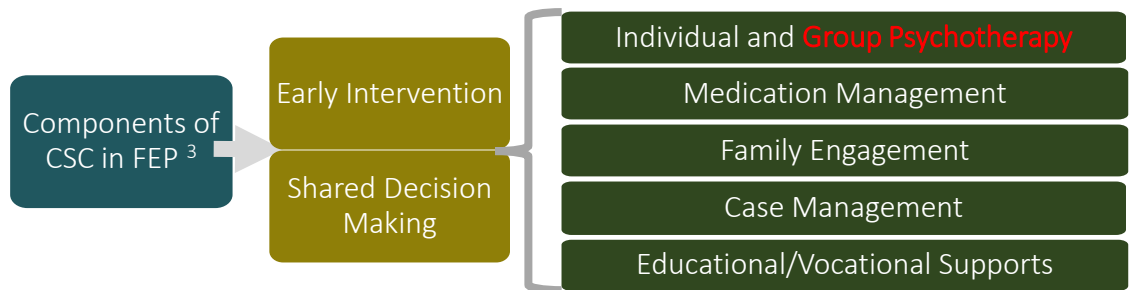 Components of
CSC in FEP ³
Early Intervention
Shared Decision
Making
Individual and Group Psychotherapy
Medication Management
Family Engagement
Case Management
Educational/Vocational Supports